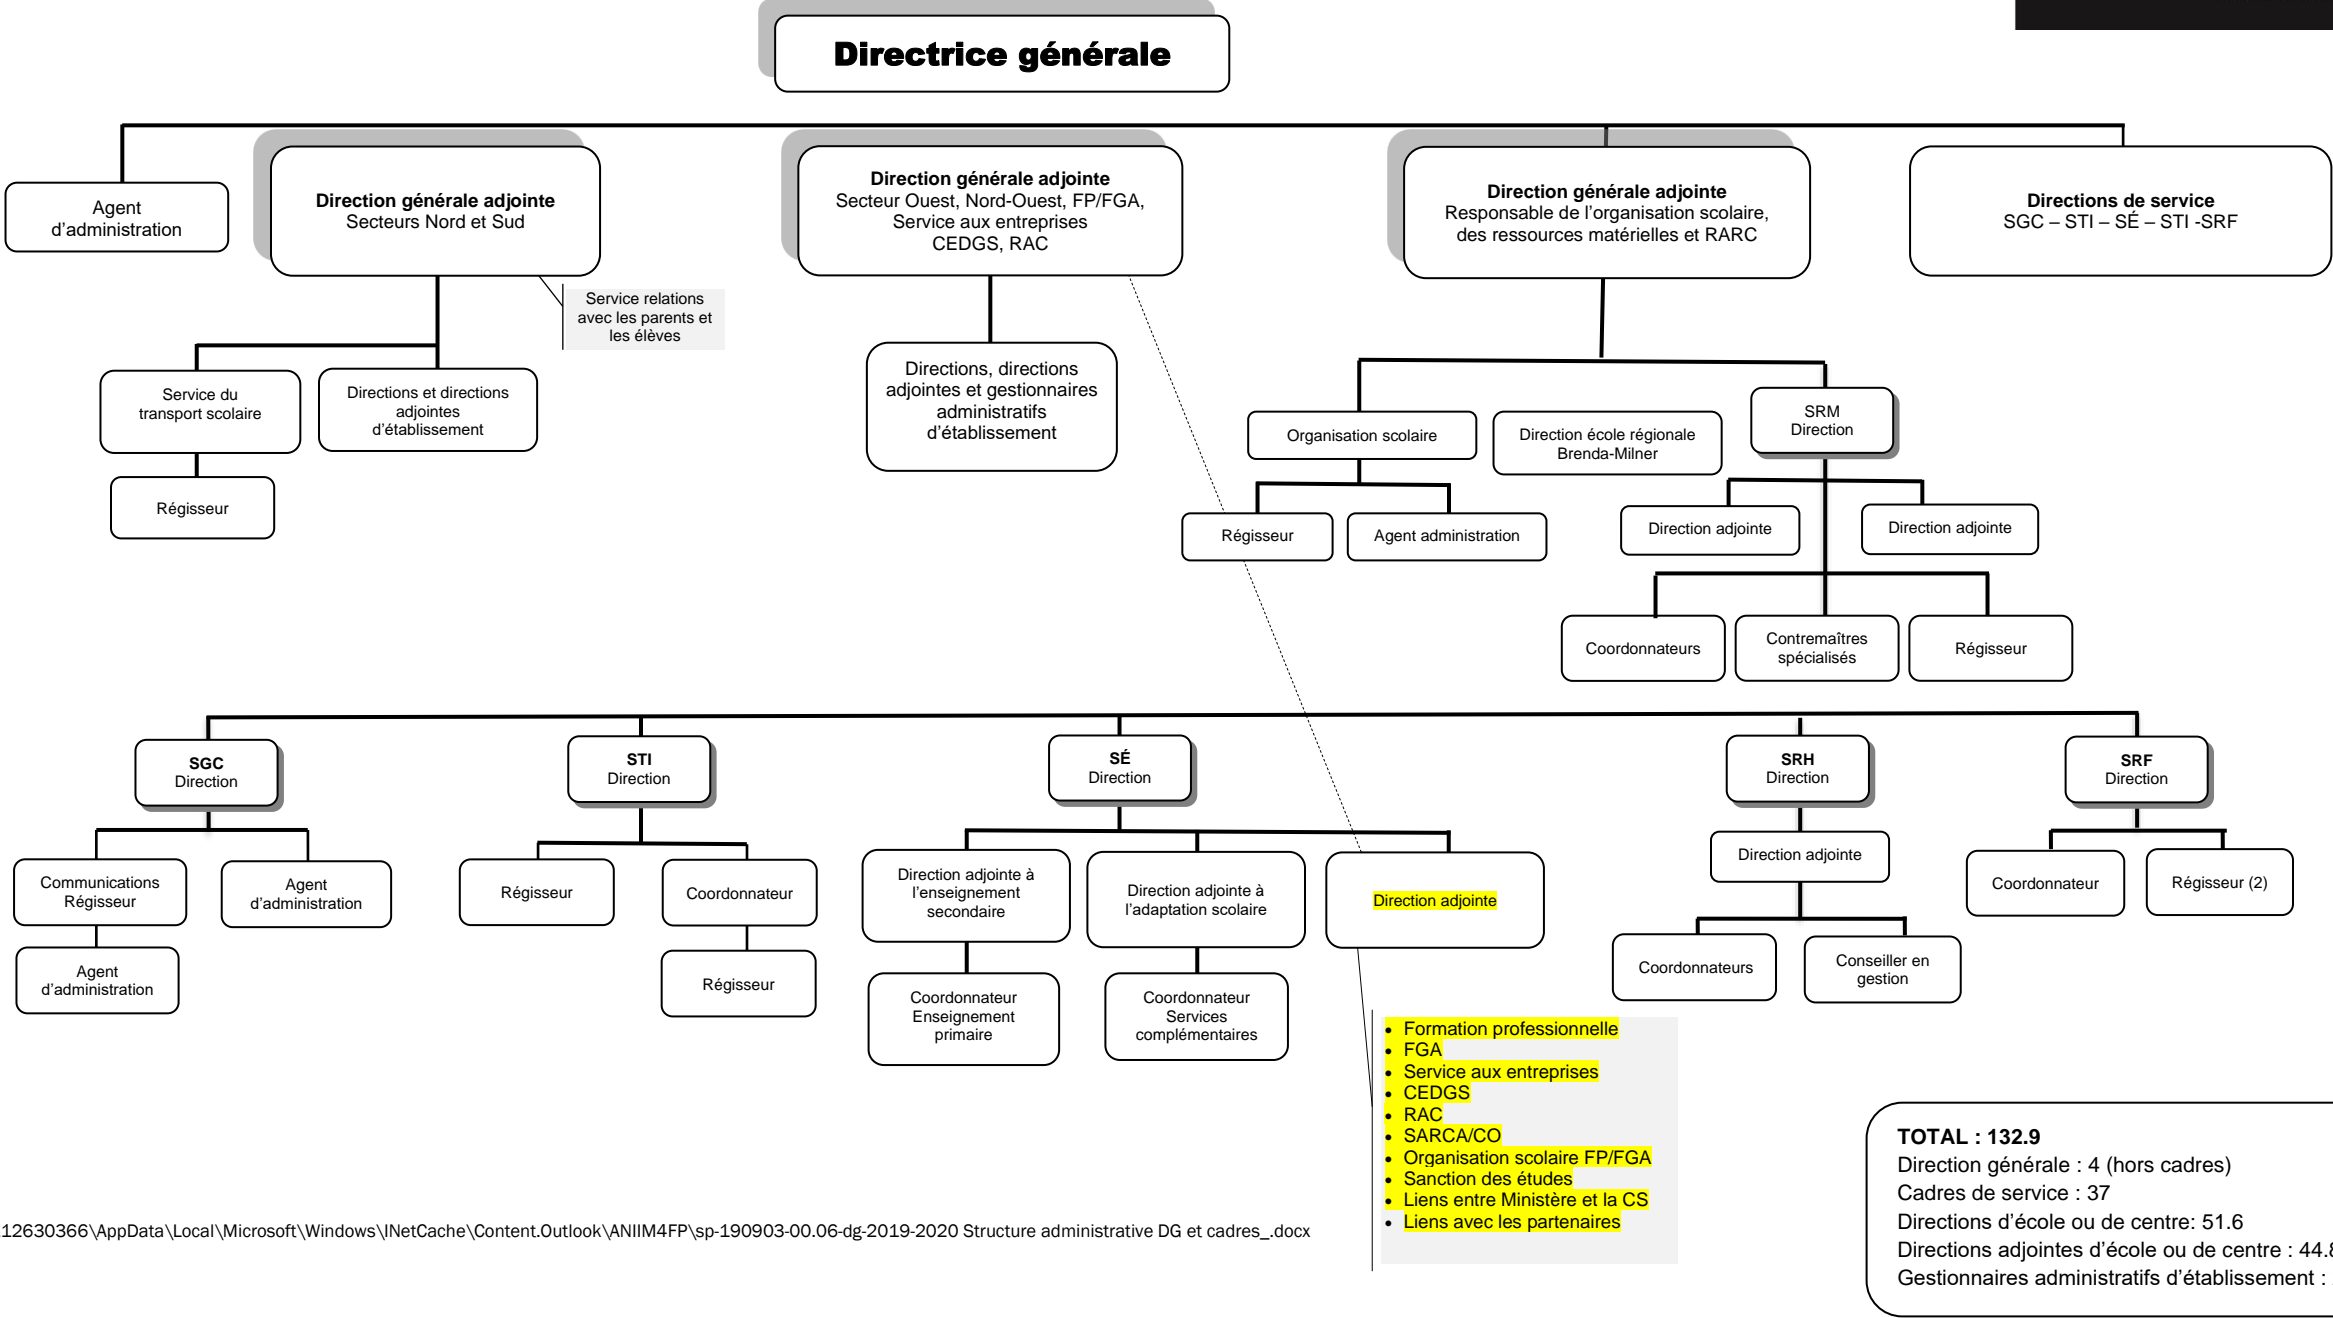 Directrice générale
Agent
d’administration
Direction générale adjointe
Secteurs Nord et Sud
Direction générale adjointe
Secteur Ouest, Nord-Ouest, FP/FGA,
Service aux entreprises
CEDGS, RAC
Direction générale adjointe
Responsable de l’organisation scolaire,
des ressources matérielles et RARC
Directions de service
SGC – STI – SÉ – STI -SRF
Service relations
avec les parents et
les élèves
Service du
transport scolaire
Directions et directions
adjointes
d’établissement
Régisseur
Directions, directions
adjointes et gestionnaires
administratifs
d’établissement
Organisation scolaire
Direction école régionale
Brenda-Milner
SRM
Direction
Régisseur
Agent administration
Direction adjointe
Direction adjointe
Coordonnateurs
Contremaîtres
spécialisés
Régisseur
SGC
Direction
STI
Direction
SÉ
Direction
SRH
Direction
SRF
Direction
Communications
Régisseur
Agent
d’administration
Agent
d’administration
Régisseur
Coordonnateur
Régisseur
Direction adjointe à
l’enseignement
secondaire
Direction adjointe à
l’adaptation scolaire
Direction adjointe
Coordonnateur
Enseignement
primaire
Coordonnateur
Services
complémentaires
Direction adjointe
Coordonnateurs
Conseiller en
gestion
Coordonnateur
Régisseur (2)
• Formation professionnelle
• FGA
• Service aux entreprises
• CEDGS
• RAC
• SARCA/CO
• Organisation scolaire FP/FGA
• Sanction des études
• Liens entre Ministère et la CS
• Liens avec les partenaires
TOTAL : 132.9
Direction générale : 4 (hors cadres)
Cadres de service : 37
Directions d’école ou de centre: 51.6
Directions adjointes d’école ou de centre : 44.8
Gestionnaires administratifs d’établissement :
12630366\AppData\Local\Microsoft\Windows\INetCache\Content.Outlook\ANIIM4FP\sp-190903-00.06-dg-2019-2020 Structure administrative DG et cadres_.docx